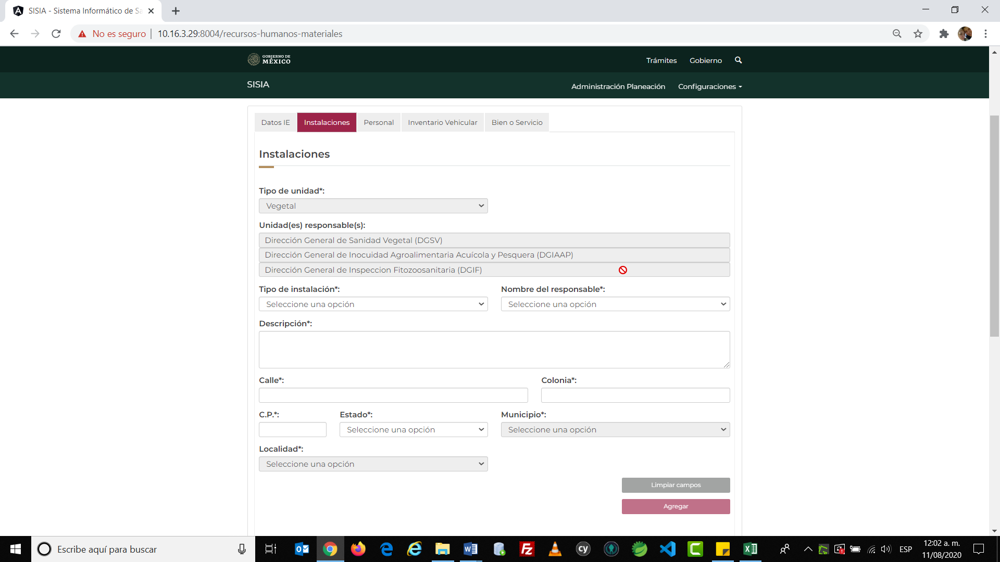 SISIA - Sistema Informático de Sa
No es seguro | 10.16.3.29:8004/recursos-humanos-materiales
GOBIERNO DE
MÉXICO
Trámites Gobierno
SISIA
Administración Planeación Configuraciones
Datos IE Instalaciones Personal Inventario Vehicular Bien o Servicio
Instalaciones
Tipo de unidad*:
Vegetal
Unidad(es) responsable(s):
Dirección General de Sanidad Vegetal (DGSV)
Dirección General de Inocuidad Agroalimentaria Acuícola y Pesquera (DGIAAP)
Dirección General de Inspeccion Fitozoosanitaria (DGIF)
Tipo de instalación*: Nombre del responsable*:
Seleccione una opción Seleccione una opción
Descripción*:
Calle*: Colonia*:
C.P.*: Estado*: Municipio*:
Seleccione una opción Seleccione una opción
Localidad*:
Seleccione una opción
Limpiar campos
Agregar
Escribe aquí para buscar
ESP
12:02 a. m.
11/08/2020